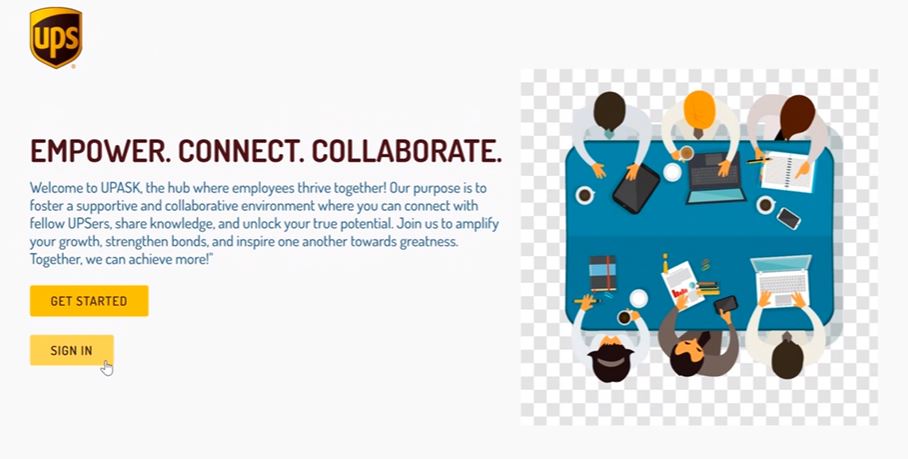 ups
EMPOWER. CONNECT. COLLABORATE.
Welcome to UPASK, the hub where employees thrive together! Our purpose is to
foster a supportive and collaborative environment where you can connect with
fellow UPSers, share knowledge, and unlock your true potential. Join us to amplify
your growth, strengthen bonds, and inspire one another towards greatness.
Together, we can achieve more!"
GET STARTED
SIGN IN